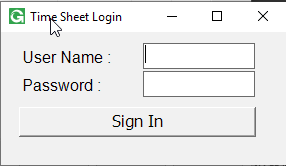 Time Sheet Login
User Name :
Password :
Sign In